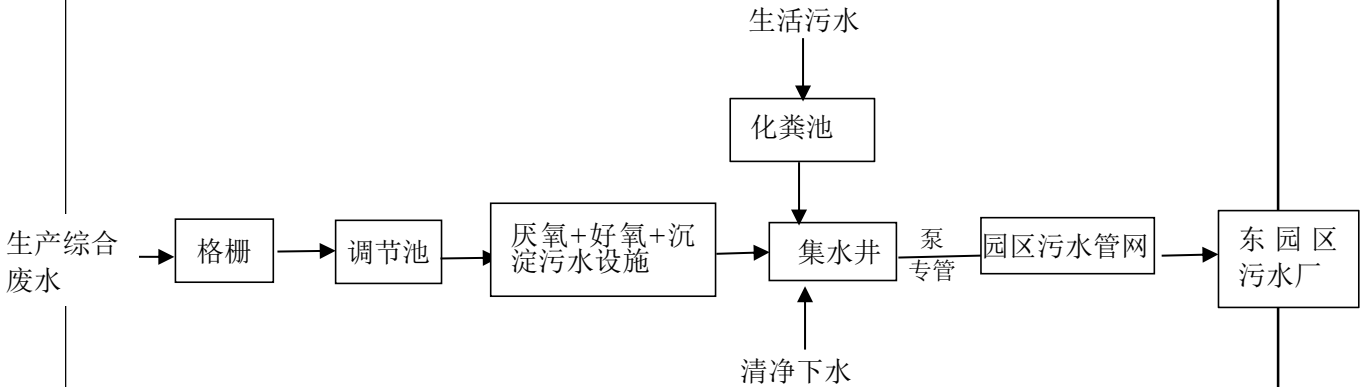 生活污水
化粪池
生产综合
废水
格栅
调节池
厌氧+好氧+沉
淀污水设施
集水井
泵
专管
园区污水管网
东园区
污水厂
清净下水